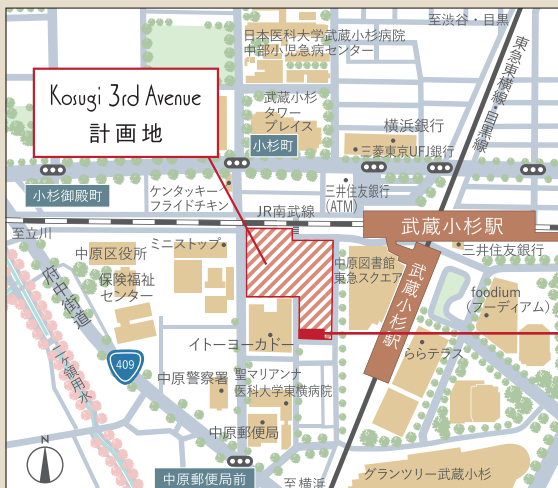 至渋谷・目黒
日本医科大学武蔵小杉病院
中部小児急病センター
東急東横線・目黒線
Kosugi 3rd Avenue
計画地
武蔵小杉
タワー
プレイス
横浜銀行
小杉町
三菱東京UFJ銀行
小杉御殿町
ケンタッキー
フライドチキン
三井住友銀行
(ATM)
JR南武線
武蔵小杉駅
至立川
中原区役所
ミニストップ
三井住友銀行
府中街道
保険福祉
センター
中原図書館
東急スクエア
武蔵小杉駅
foodium
(フーディアム)
イトーヨーカドー
ららテラス
409
二ヶ領用水
中原警察署
聖マリアンナ
医科大学東横病院
中原郵便局
N
中原郵便局前
至横浜
グランツリー武蔵小杉